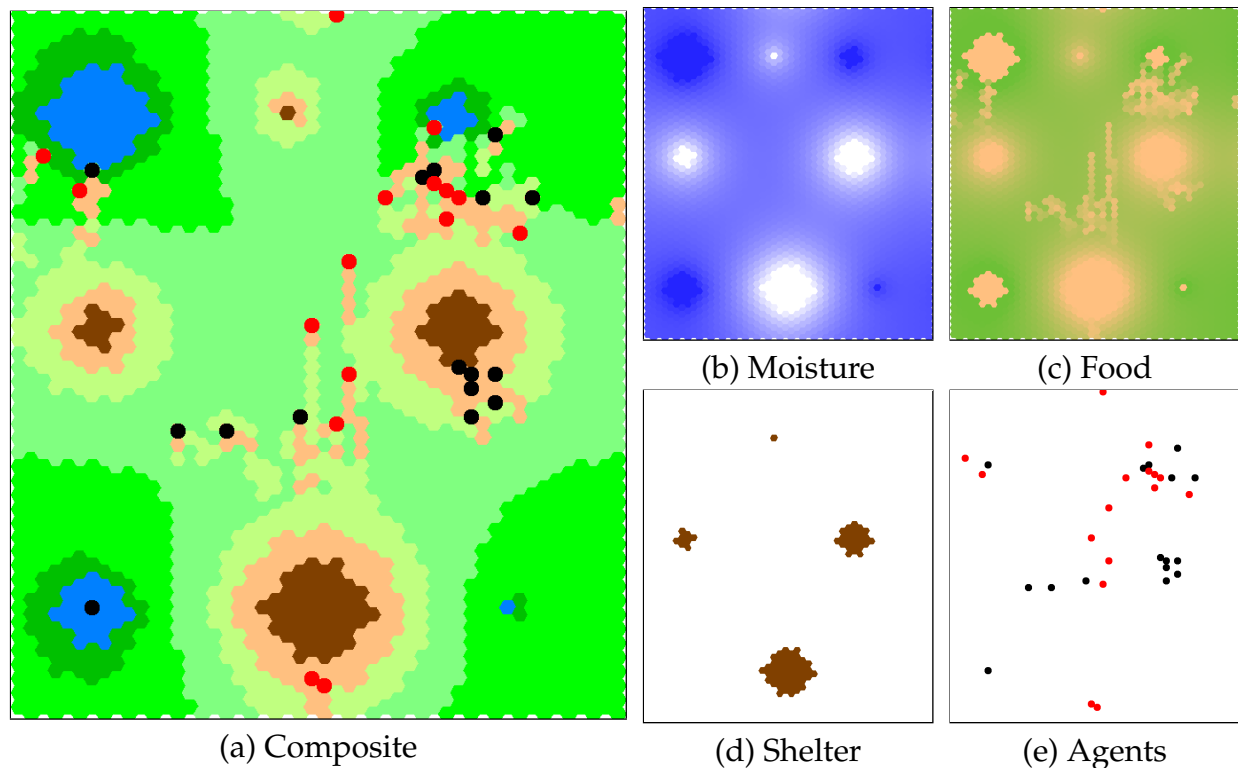 (b) Moisture
(c) Food
(a) Composite
(d) Shelter
(e) Agents